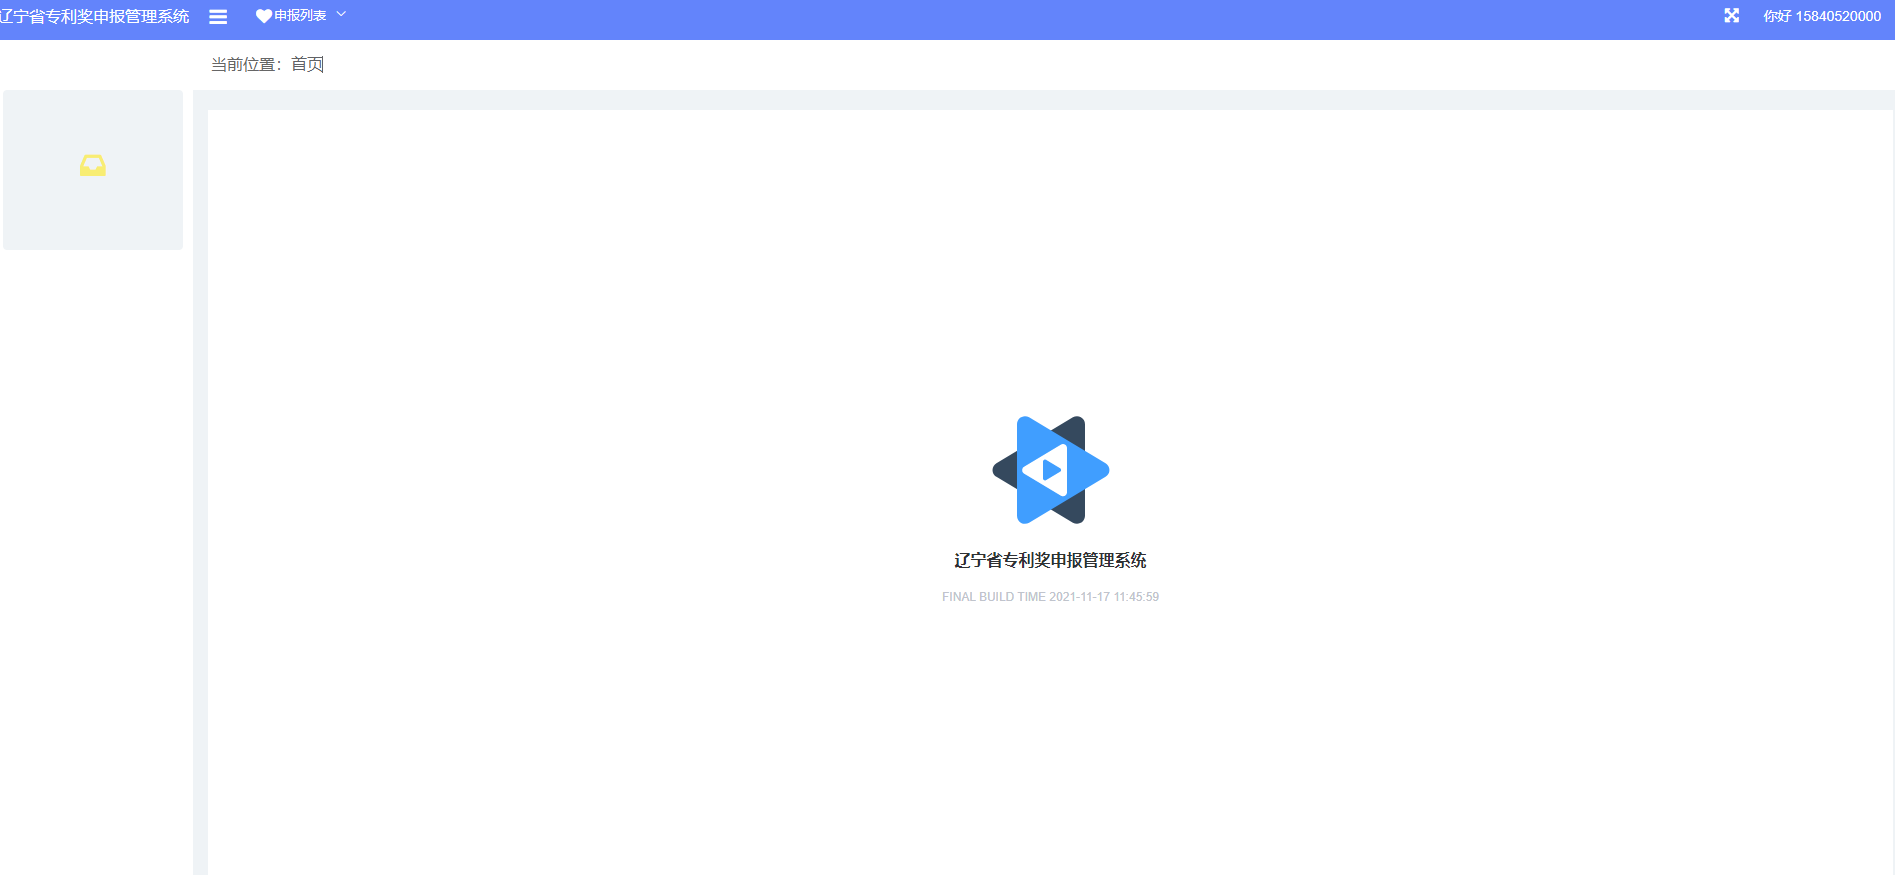 辽宁省专利奖申报管理系统
申报列表
你好 15840520000
当前位置：首页
辽宁省专利奖申报管理系统
FINAL BUILD TIME 2021-11-17 11:45:59